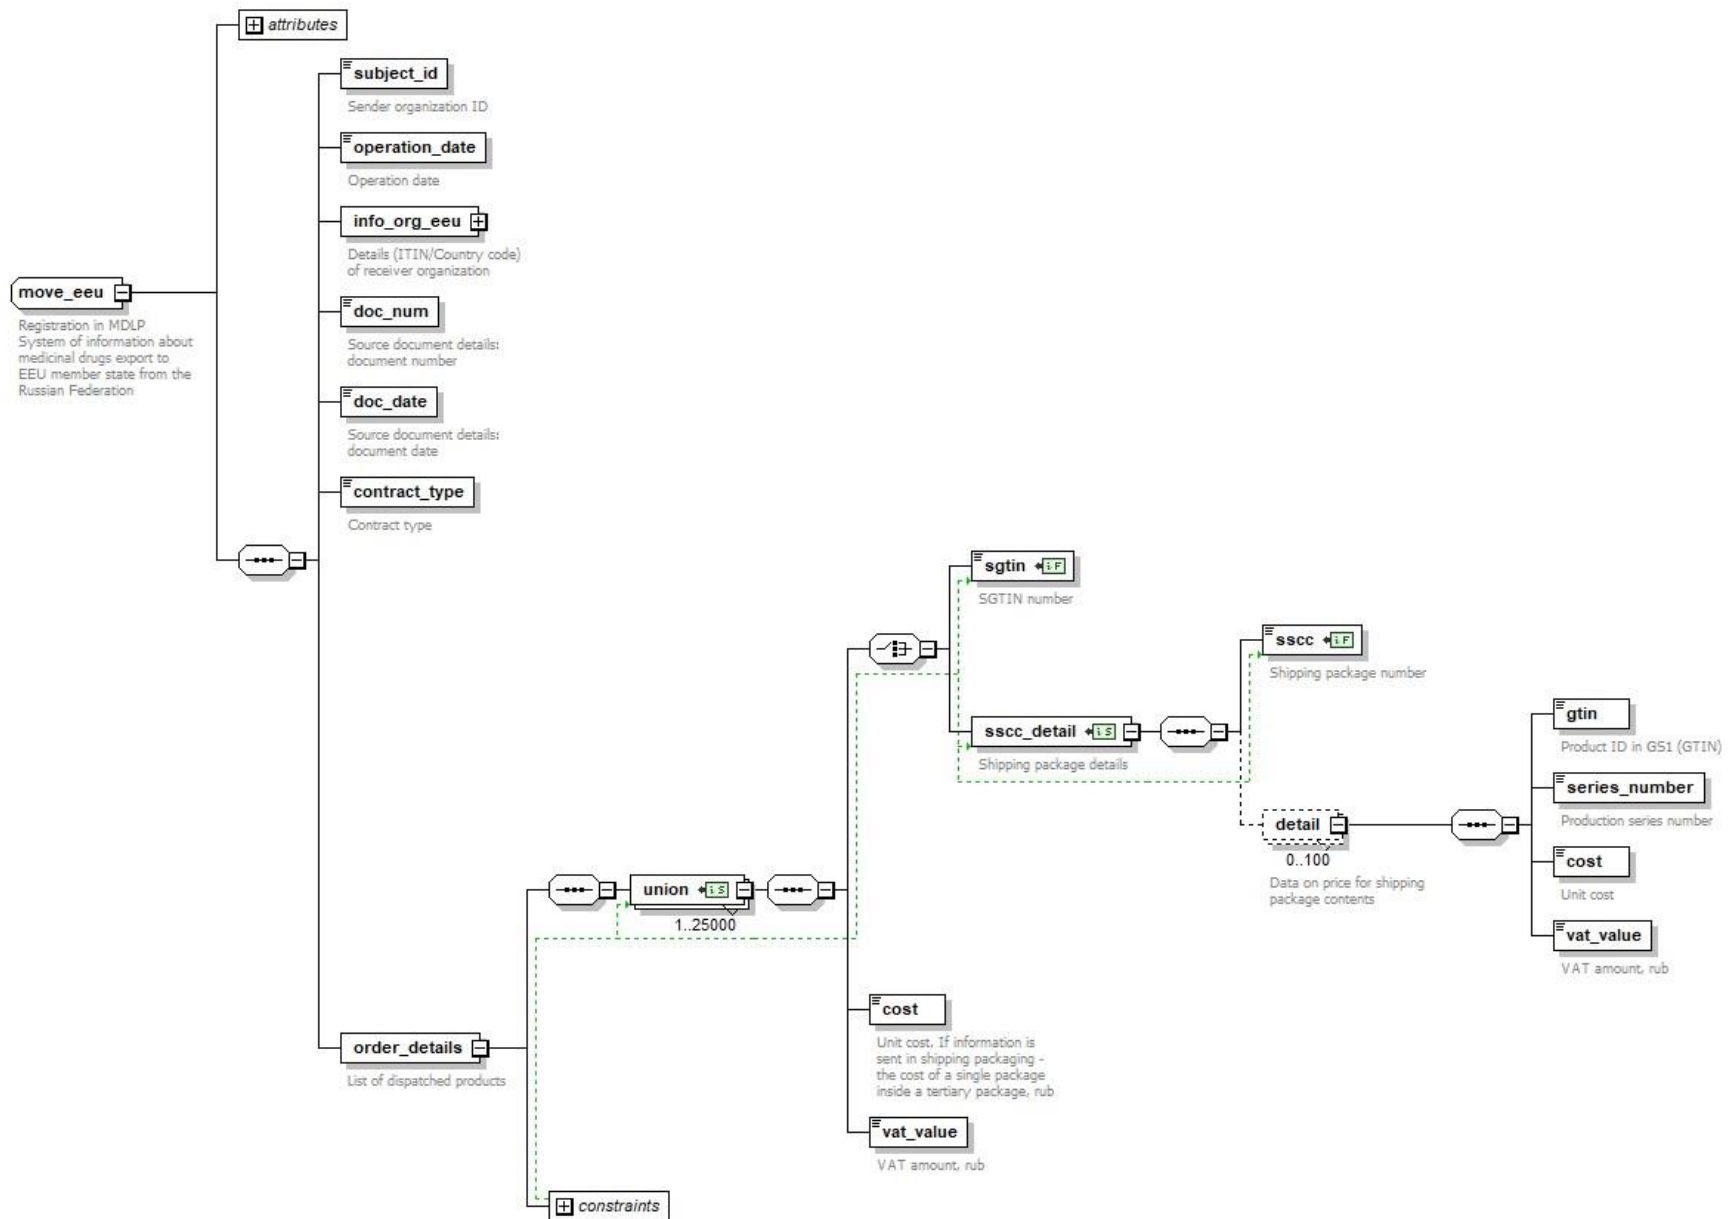 attributes
subject_id
Sender organization ID
operation_date
Operation date
info_org_eeu
Details (ITIN/Country code)
of receiver organization
move_eeu
Registration in MDLP
System of information about
medicinal drugs export to
EEU member state from the
Russian Federation
doc_num
Source document details:
document number
doc_date
Source document details:
document date
contract_type
Contract type
sgtin iF
SGTIN number
sscc iF
Shipping package number
sscc_detail iS
Shipping package details
gtin
Product ID in GS1 (GTIN)
series_number
Production series number
detail
0..100
Data on price for shipping
package contents
cost
Unit cost
vat_value
VAT amount, rub
union iS
1..25000
cost
Unit cost. If information is
sent in shipping packaging -
the cost of a single package
inside a tertiary package, rub
order_details
List of dispatched products
vat_value
VAT amount, rub
constraints